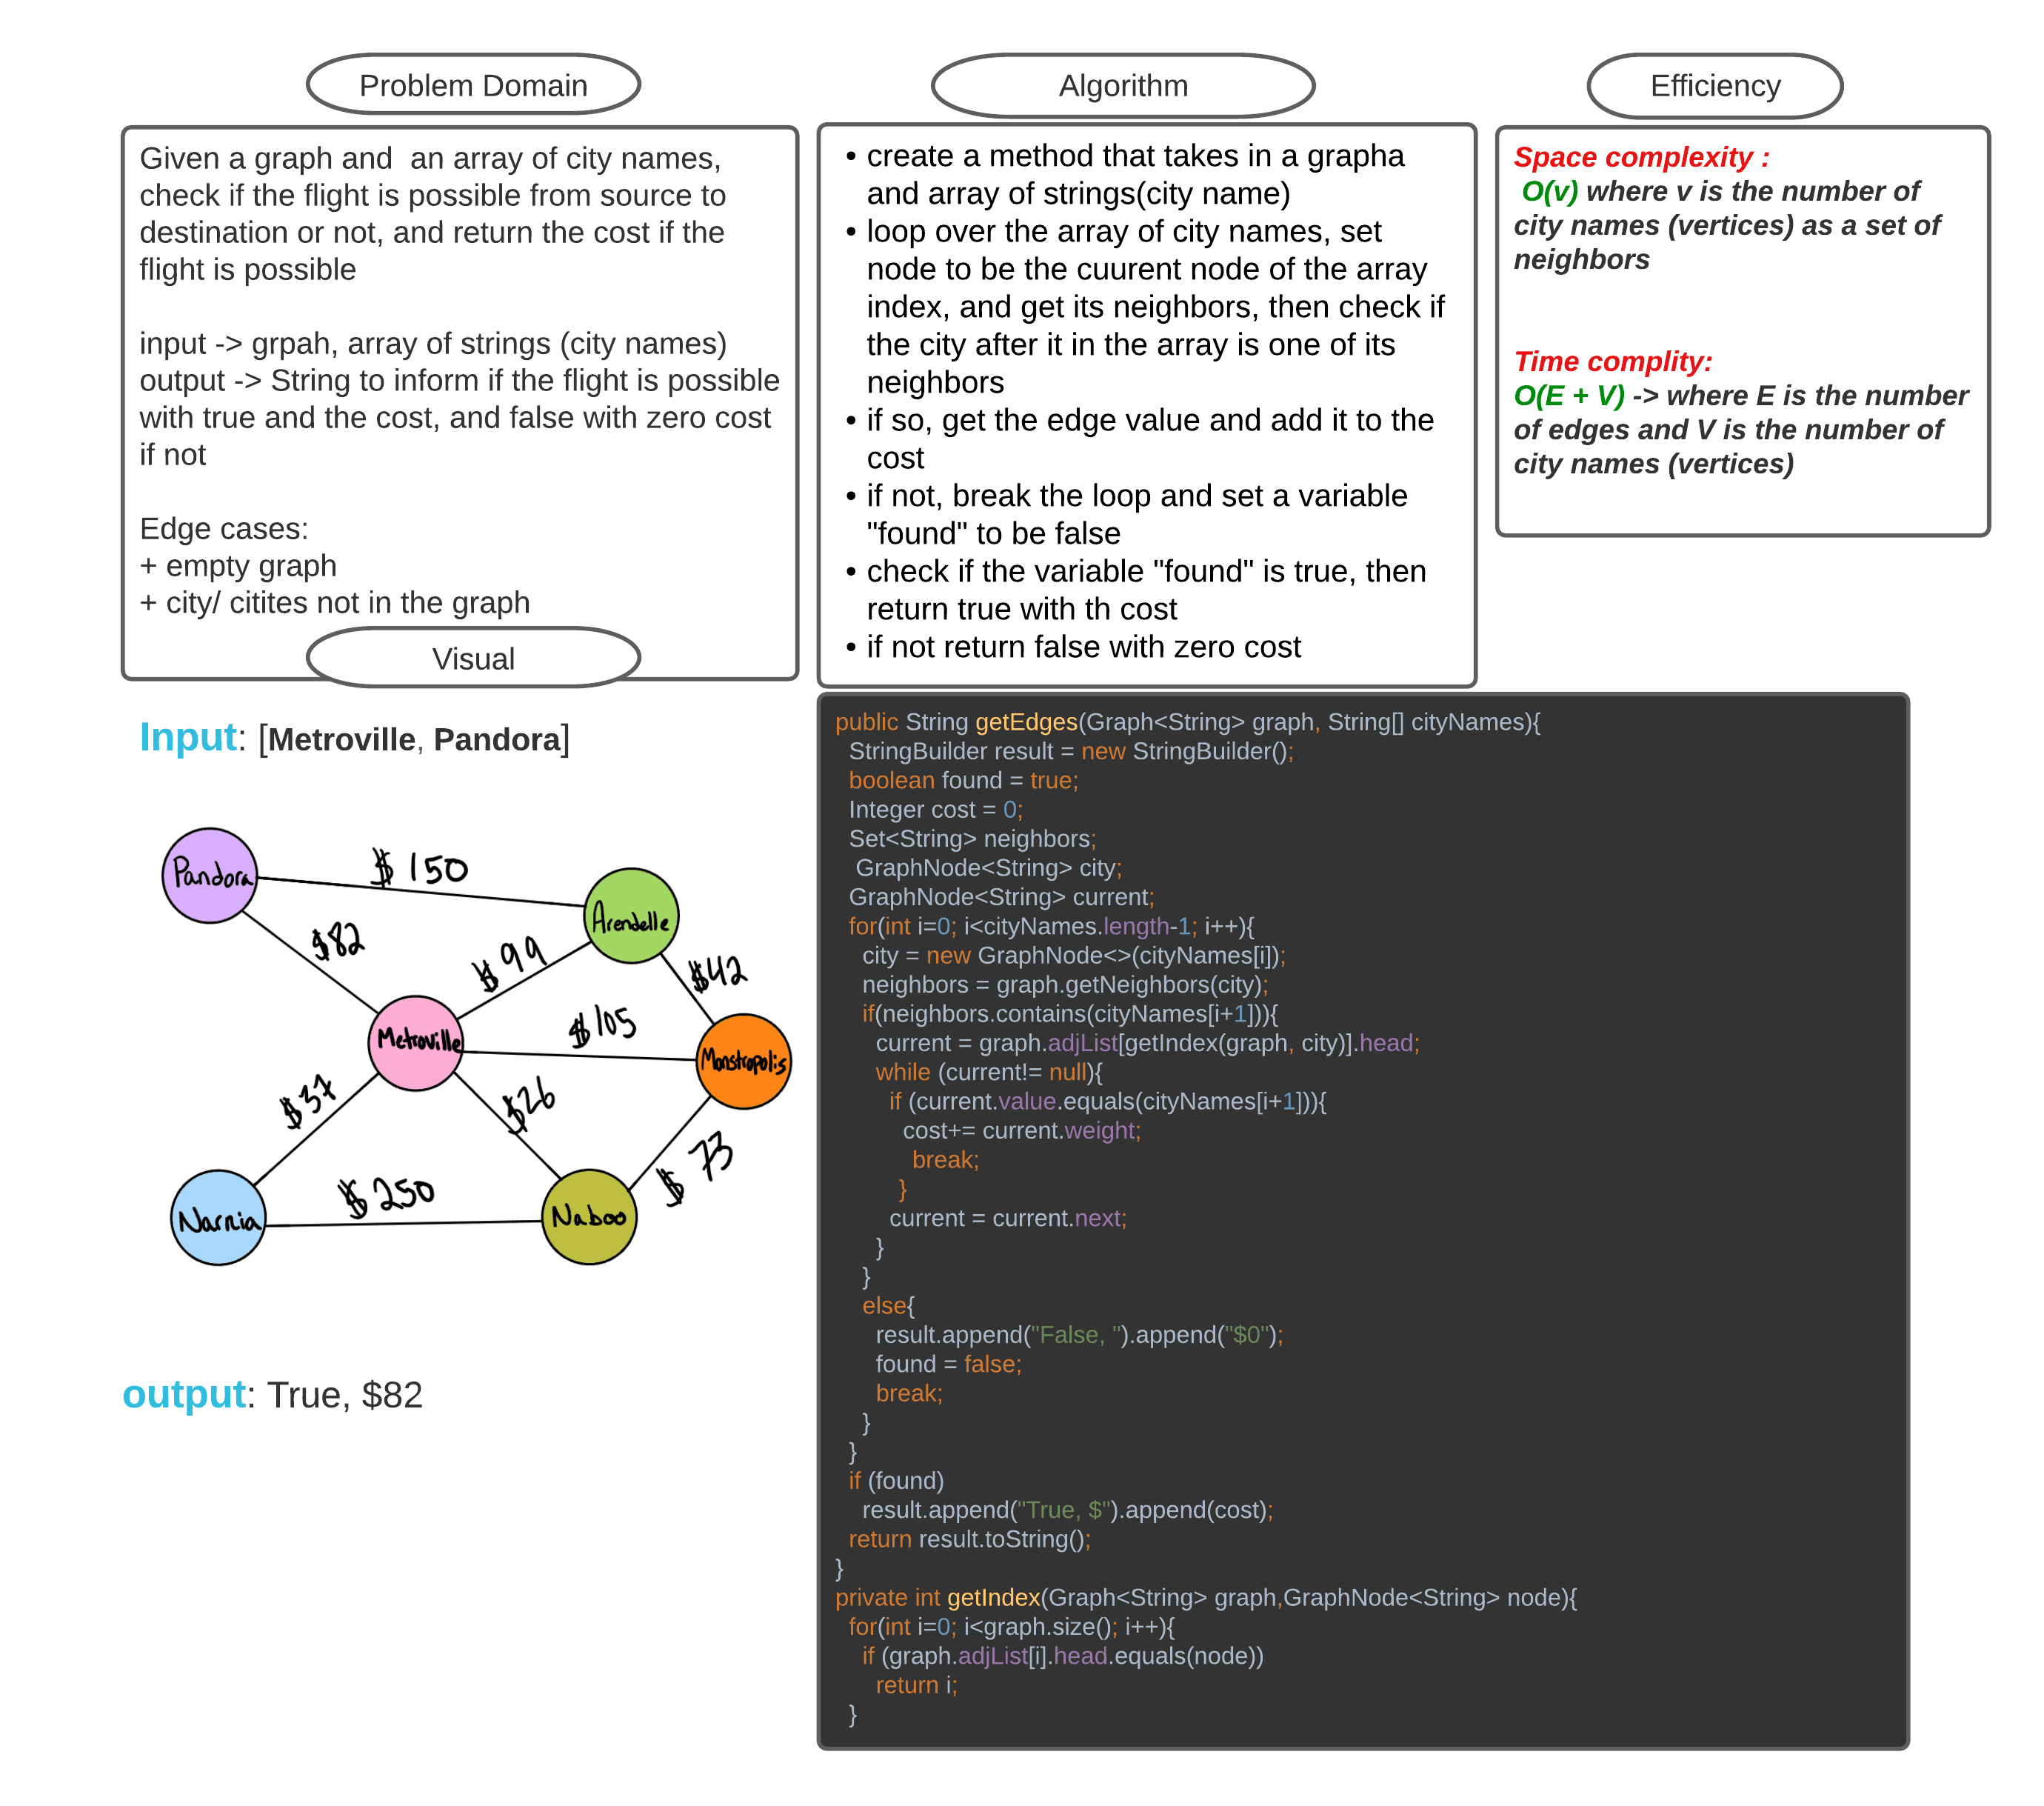 Problem Domain
Given a graph and  an array of city names,
check if the flight is possible from source to
destination or not, and return the cost if the
flight is possible
input -> grpah, array of strings (city names)
output -> String to inform if the flight is possible
with true and the cost, and false with zero cost
if not
Edge cases:
+ empty graph
+ city/ citites not in the graph
Visual
Input: [Metroville, Pandora]
Pandora
$ 150
Arendelle
$82
$ 99
$42
Metroville
$105
Monstropolis
$37
$26
$ 73
Narnia
$ 250
Naboo
output: True, $82
Algorithm
• create a method that takes in a grapha
and array of strings(city name)
• loop over the array of city names, set
node to be the cuurent node of the array
index, and get its neighbors, then check if
the city after it in the array is one of its
neighbors
• if so, get the edge value and add it to the
cost
• if not, break the loop and set a variable
"found" to be false
• check if the variable "found" is true, then
return true with th cost
• if not return false with zero cost
Efficiency
Space complexity :
O(v) where v is the number of
city names (vertices) as a set of
neighbors
Time complity:
O(E + V) -> where E is the number
of edges and V is the number of
city names (vertices)
public String getEdges(Graph<String> graph, String[] cityNames){
StringBuilder result = new StringBuilder();
boolean found = true;
Integer cost = 0;
Set<String> neighbors;
GraphNode<String> city;
GraphNode<String> current;
for(int i=0; i<cityNames.length-1; i++){
city = new GraphNode<>(cityNames[i]);
neighbors = graph.getNeighbors(city);
if(neighbors.contains(cityNames[i+1])){
current = graph.adjList[getIndex(graph, city)].head;
while (current!= null){
if (current.value.equals(cityNames[i+1])){
cost+= current.weight;
break;
}
current = current.next;
}
}
else{
result.append("False, ").append("$0");
found = false;
break;
}
}
if (found)
result.append("True, $").append(cost);
return result.toString();
}
private int getIndex(Graph<String> graph,GraphNode<String> node){
for(int i=0; i<graph.size(); i++){
if (graph.adjList[i].head.equals(node))
return i;
}